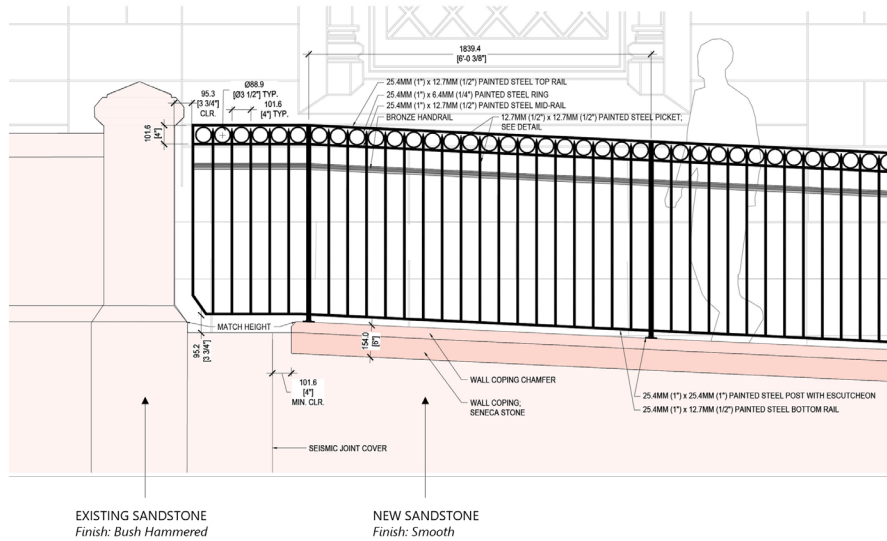 1839.4
[6'-0 3/8"]
95.3
[3 3/4"]
CLR.
Ø88.9
[Ø3 1/2"] TYP.
101.6
[4"] TYP.
25.4MM (1") x 12.7MM (1/2") PAINTED STEEL TOP RAIL
25.4MM (1") x 6.4MM (1/4") PAINTED STEEL RING
25.4MM (1") x 12.7MM (1/2") PAINTED STEEL MID-RAIL
BRONZE HANDRAIL
12.7MM (1/2") x 12.7MM (1/2") PAINTED STEEL PICKET;
SEE DETAIL
101.6
[4"]
MATCH HEIGHT
95.2
[3 3/4"]
154.0
[6"]
101.6
[4"]
MIN. CLR.
WALL COPING CHAMFER
WALL COPING;
SENECA STONE
25.4MM (1") x 25.4MM (1") PAINTED STEEL POST WITH ESCUTCHEON
25.4MM (1") x 12.7MM (1/2") PAINTED STEEL BOTTOM RAIL
SEISMIC JOINT COVER
EXISTING SANDSTONE
Finish: Bush Hammered
NEW SANDSTONE
Finish: Smooth